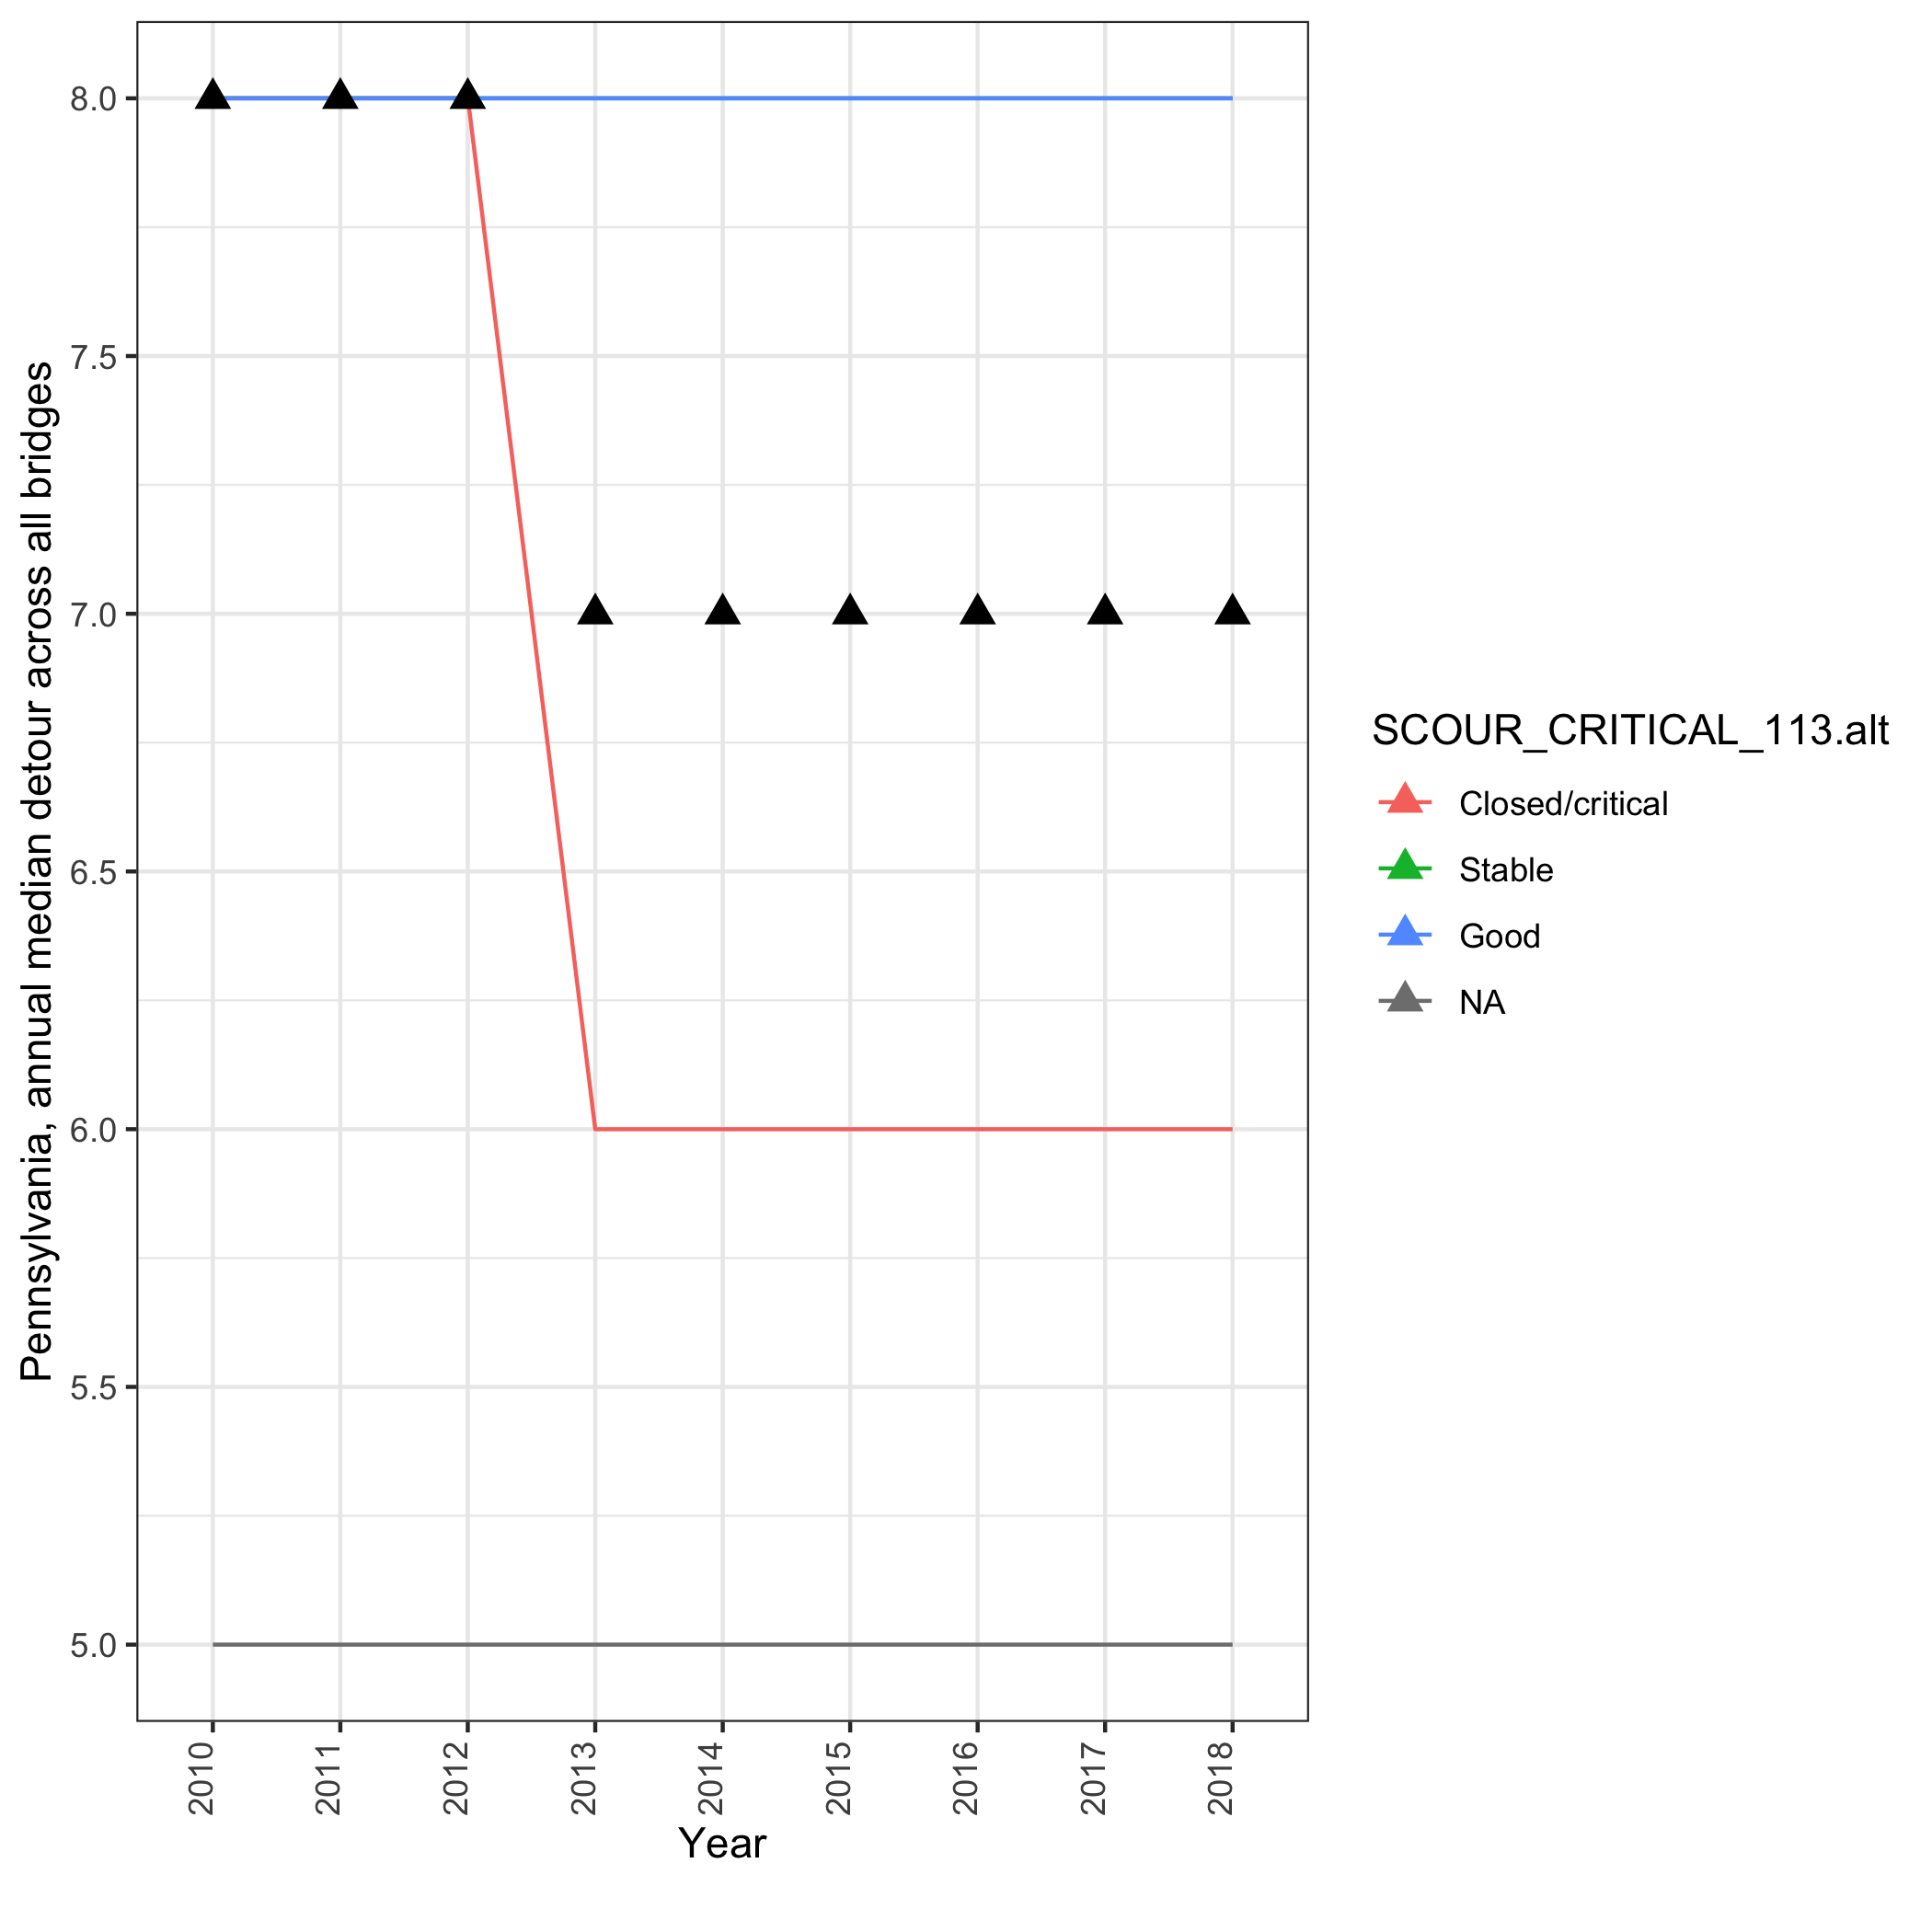 Pennsylvania, annual median detour across all bridges
8.0
7.5
7.0
6.5
6.0
5.5
5.0
2010
2011
2012
2013
2014
2015
2016
2017
2018
Year
SCOUR_CRITICAL_113.alt
Closed/critical
Stable
Good
NA